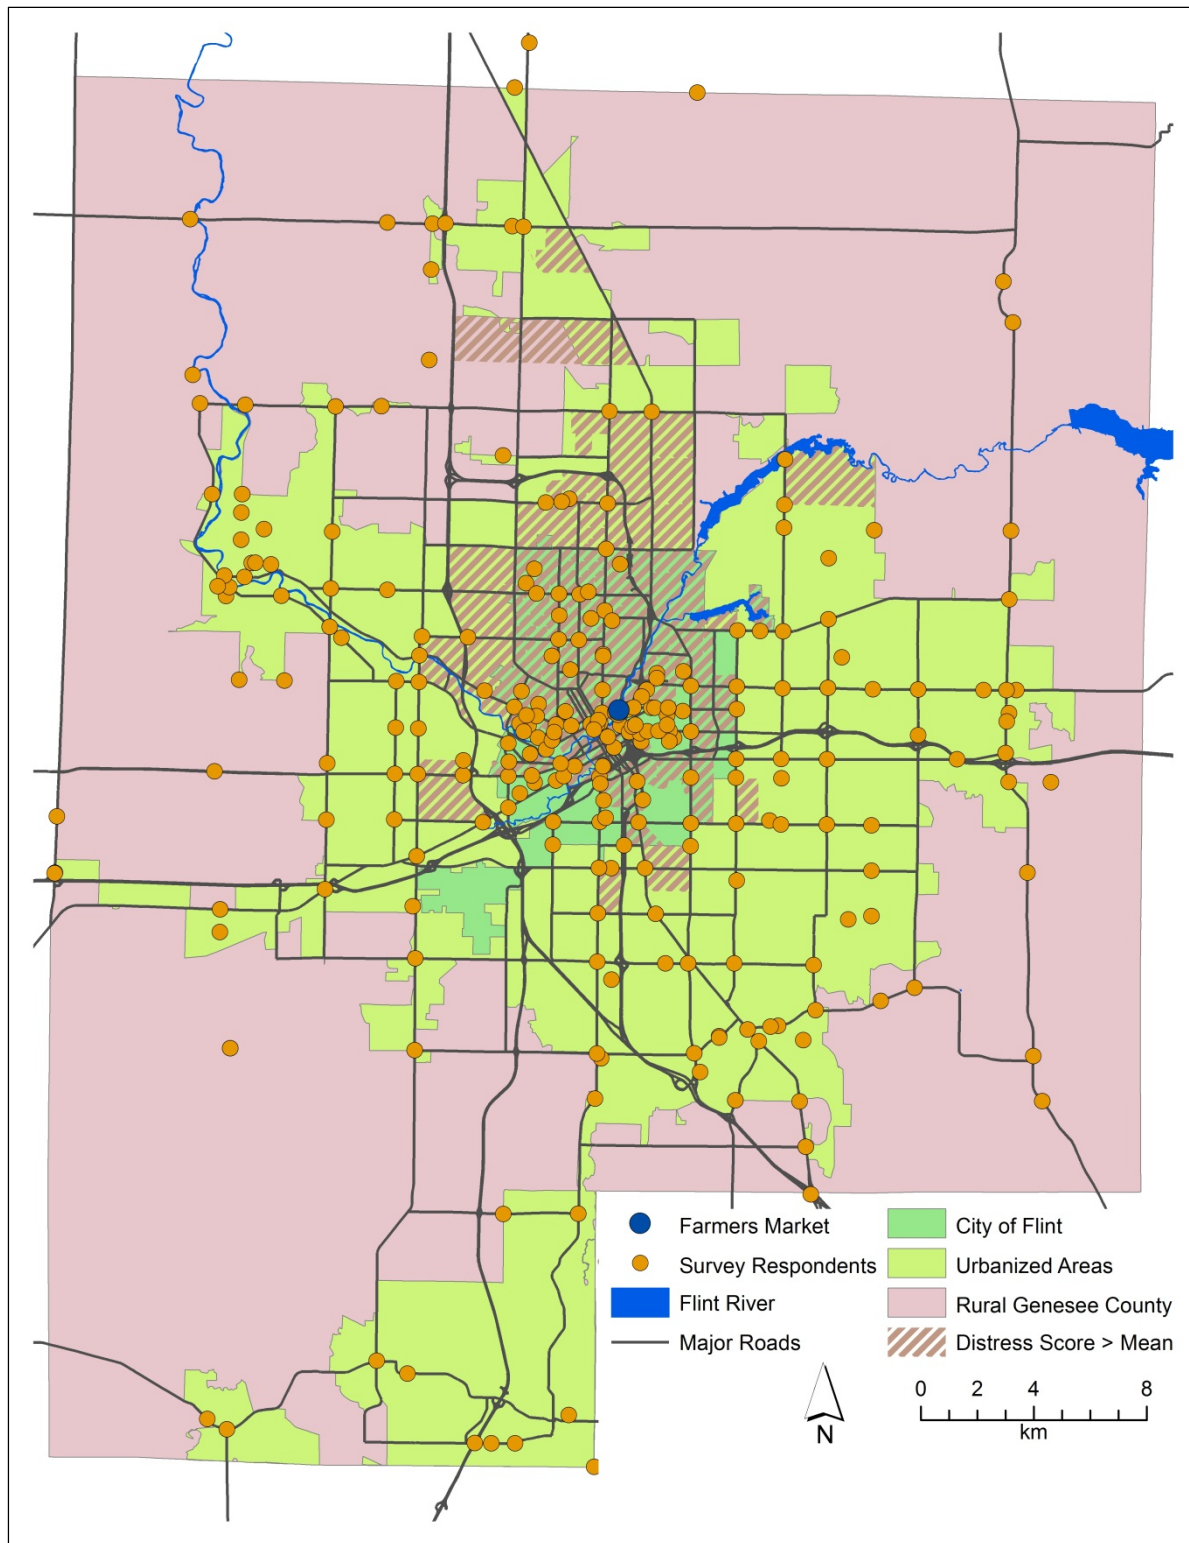 Farmers Market
Survey Respondents
Flint River
Major Roads
City of Flint
Urbanized Areas
Rural Genesee County
Distress Score > Mean
N
0 2 4 8
km